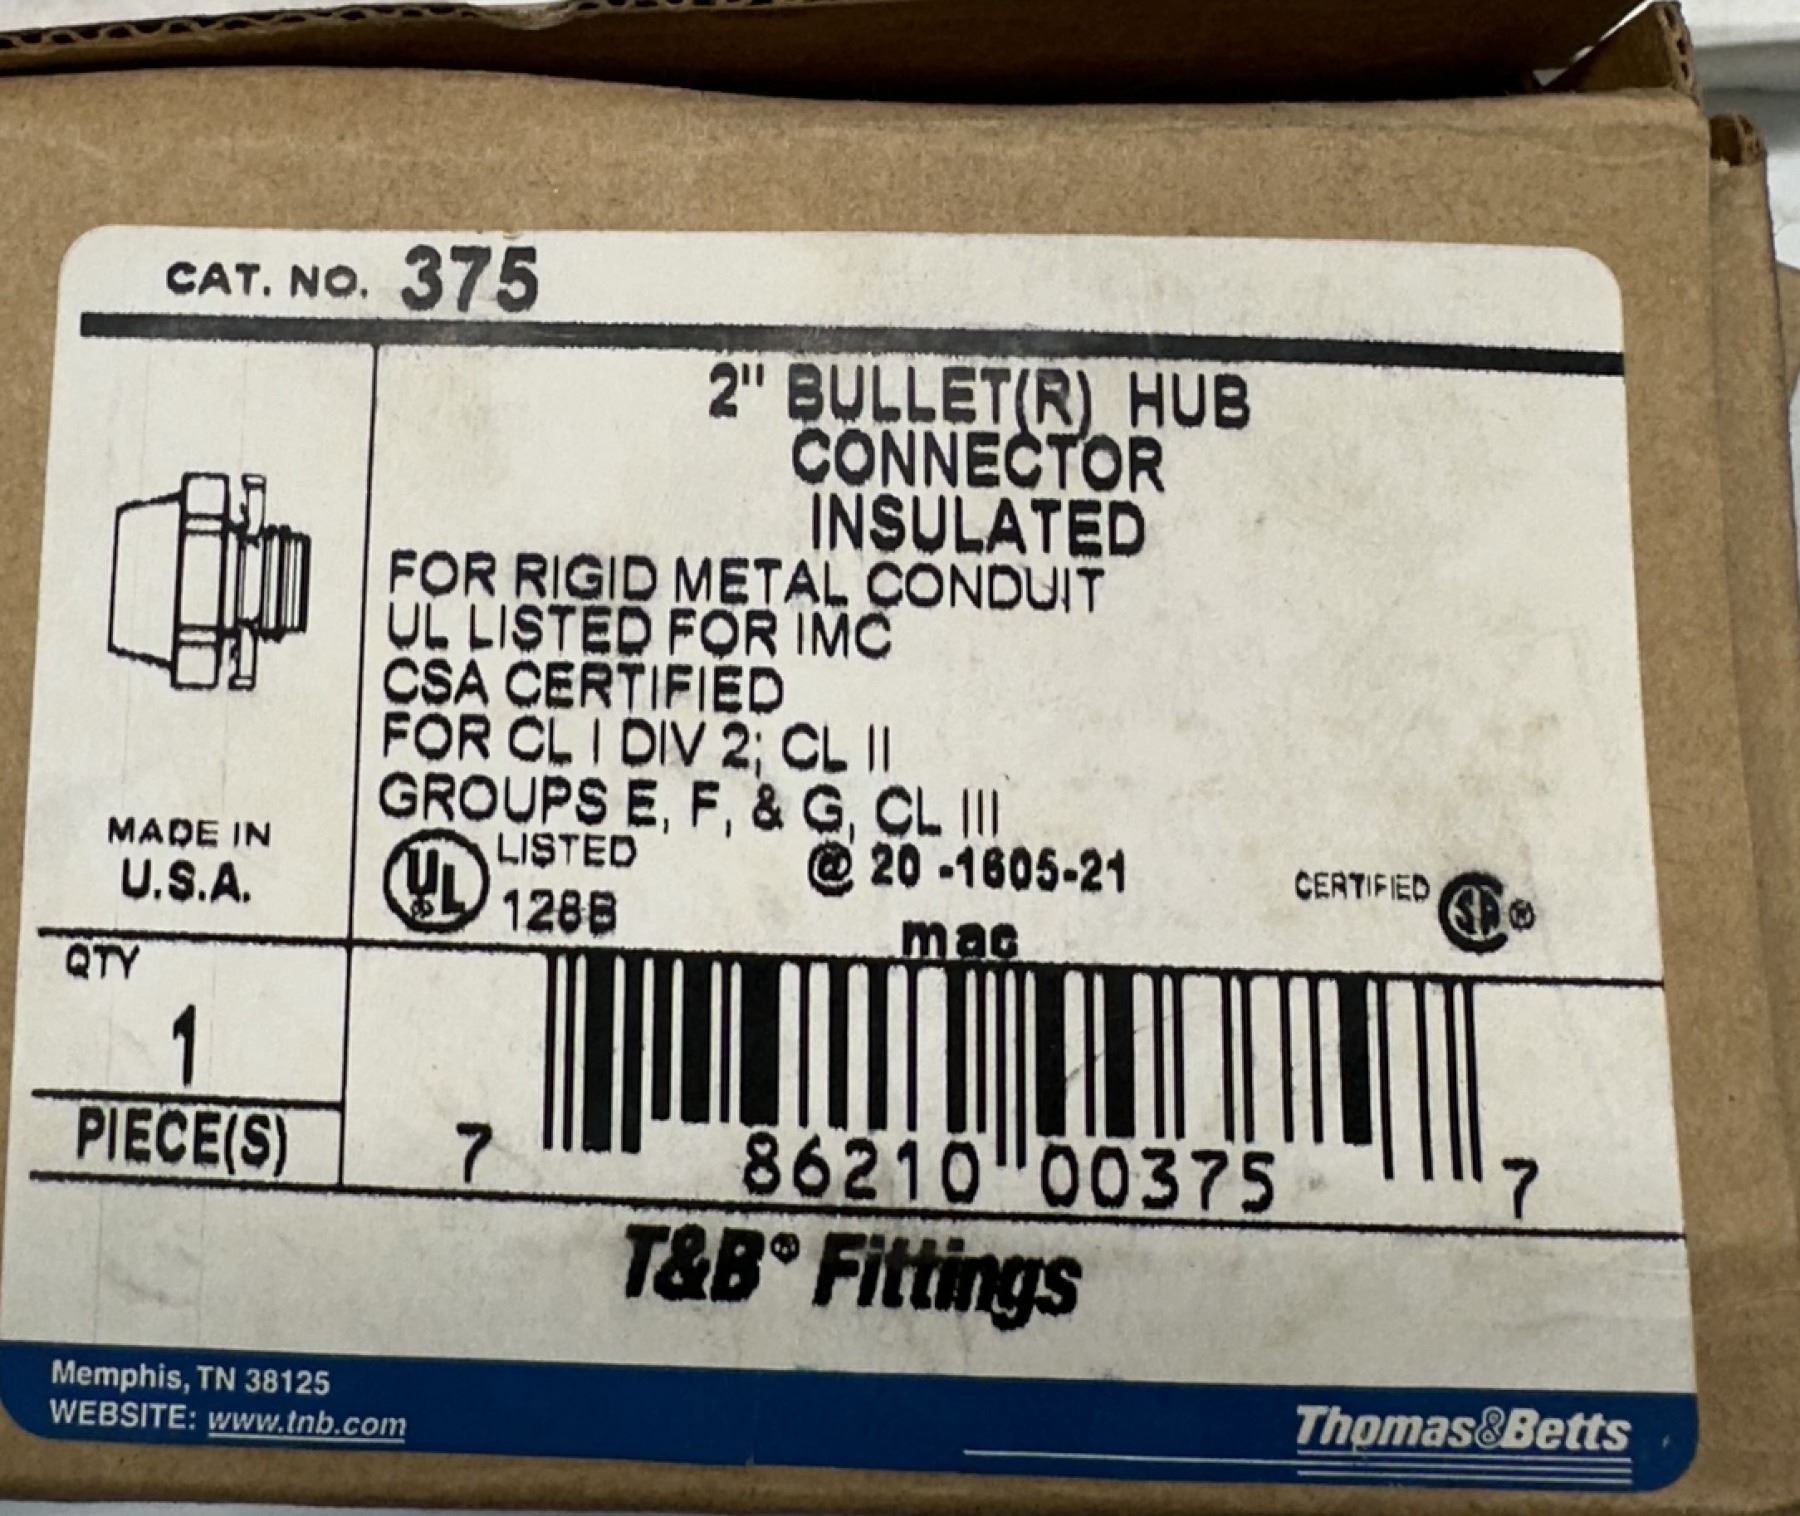 CAT. NO. 375
2" BULLET(R) HUB
CONNECTOR
INSULATED
FOR RIGID METAL CONDUIT
UL LISTED FOR IMC
CSA CERTIFIED
FOR CL I DIV 2; CL II
GROUPS E, F, & G, CL III
MADE IN
U.S.A.
UL ® LISTED
128B
@ 20 -1605-21
mac
CERTIFIED SA ®
QTY
1
PIECE(S)
7 86210 00375 7
T&B® Fittings
Memphis, TN 38125
WEBSITE: www.tnb.com
Thomas&Betts